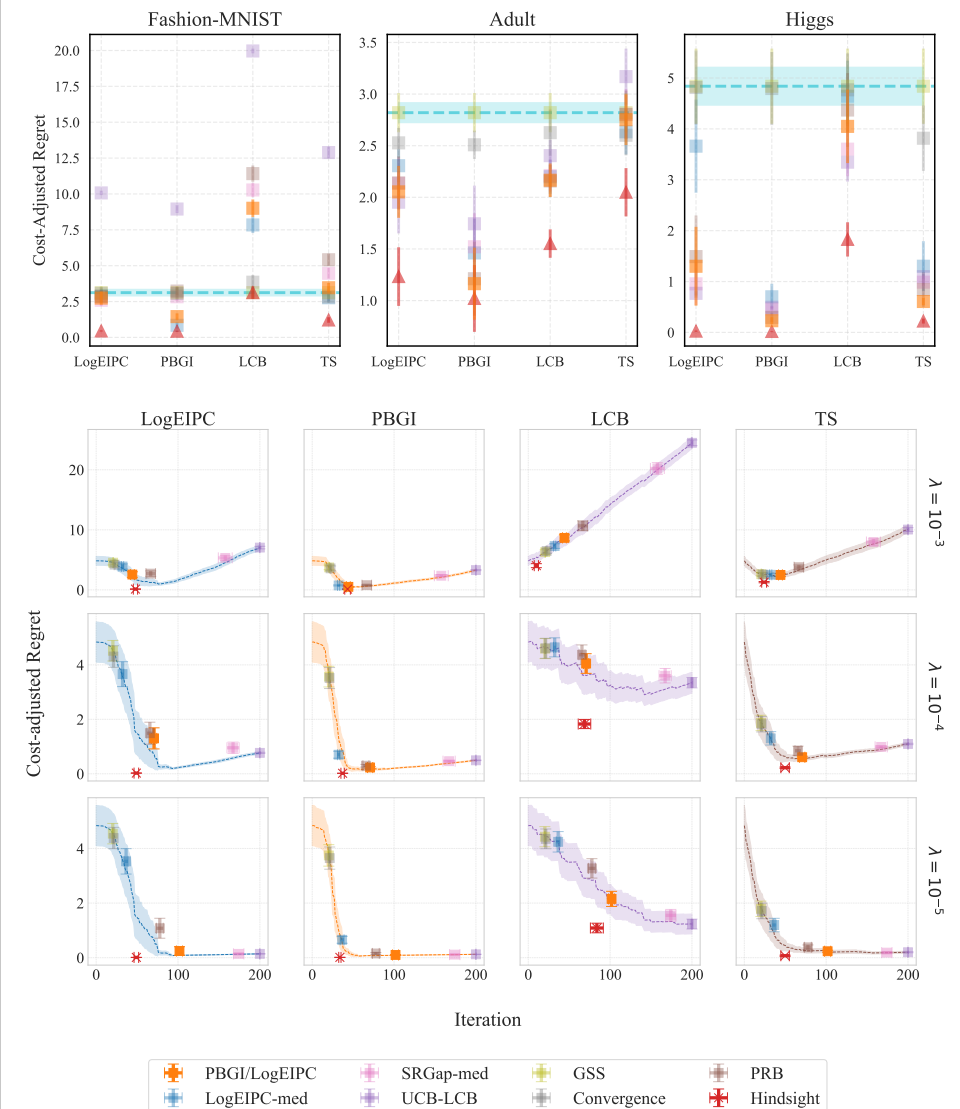 Fashion-MNIST
Adult
Higgs
Cost-Adjusted Regret
20.0
17.5
15.0
12.5
10.0
7.5
5.0
2.5
0.0
LogEIPC PBGI LCB TS
3.5
3.0
2.5
2.0
1.5
1.0
LogEIPC PBGI LCB TS
5
4
3
2
1
0
LogEIPC PBGI LCB TS
LogEIPC
PBGI
LCB
TS
Cost-adjusted Regret
20
10
0
λ = 10⁻³
4
2
0
λ = 10⁻⁴
4
2
0
λ = 10⁻⁵
0 100 200
0 100 200
0 100 200
0 100 200
Iteration
PBGI/LogEIPC SRGap-med GSS PRB
LogEIPC-med UCB-LCB Convergence Hindsight